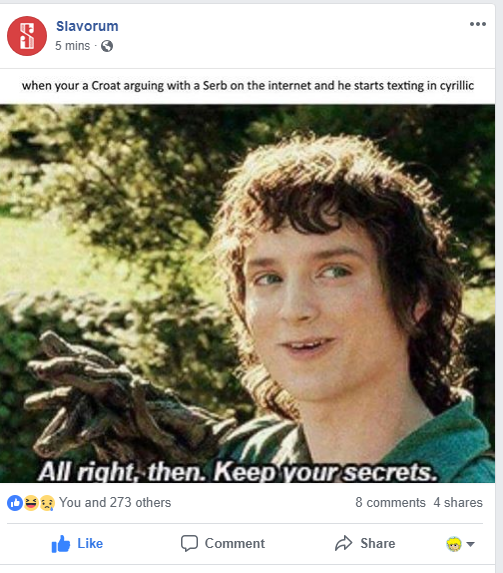 Slavorum
5 mins ·
when your a Croat arguing with a Serb on the internet and he starts texting in cyrillic
All right, then. Keep your secrets.
You and 273 others
8 comments 4 shares
Like
Comment
Share